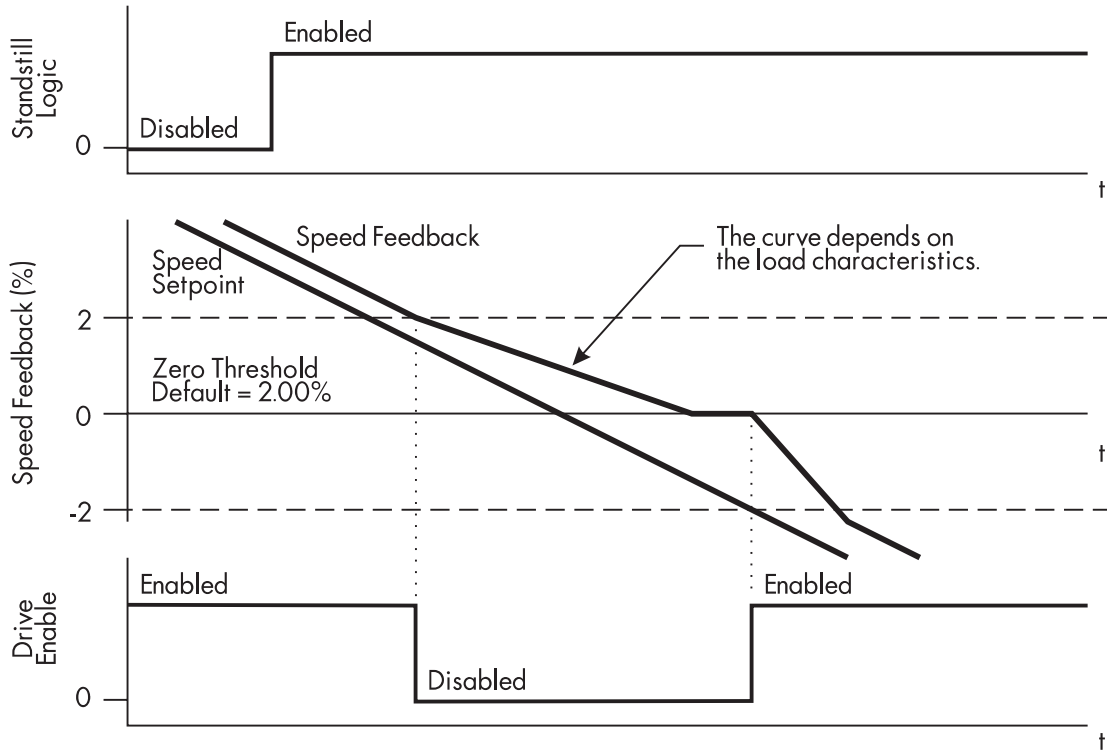 Standstill
Logic
Enabled
Disabled
0
t
Speed Feedback (%)
Speed Feedback
The curve depends on
the load characteristics.
Speed
Setpoint
2
Zero Threshold
Default = 2.00%
0
t
-2
Drive
Enable
Enabled
Enabled
Disabled
0
t